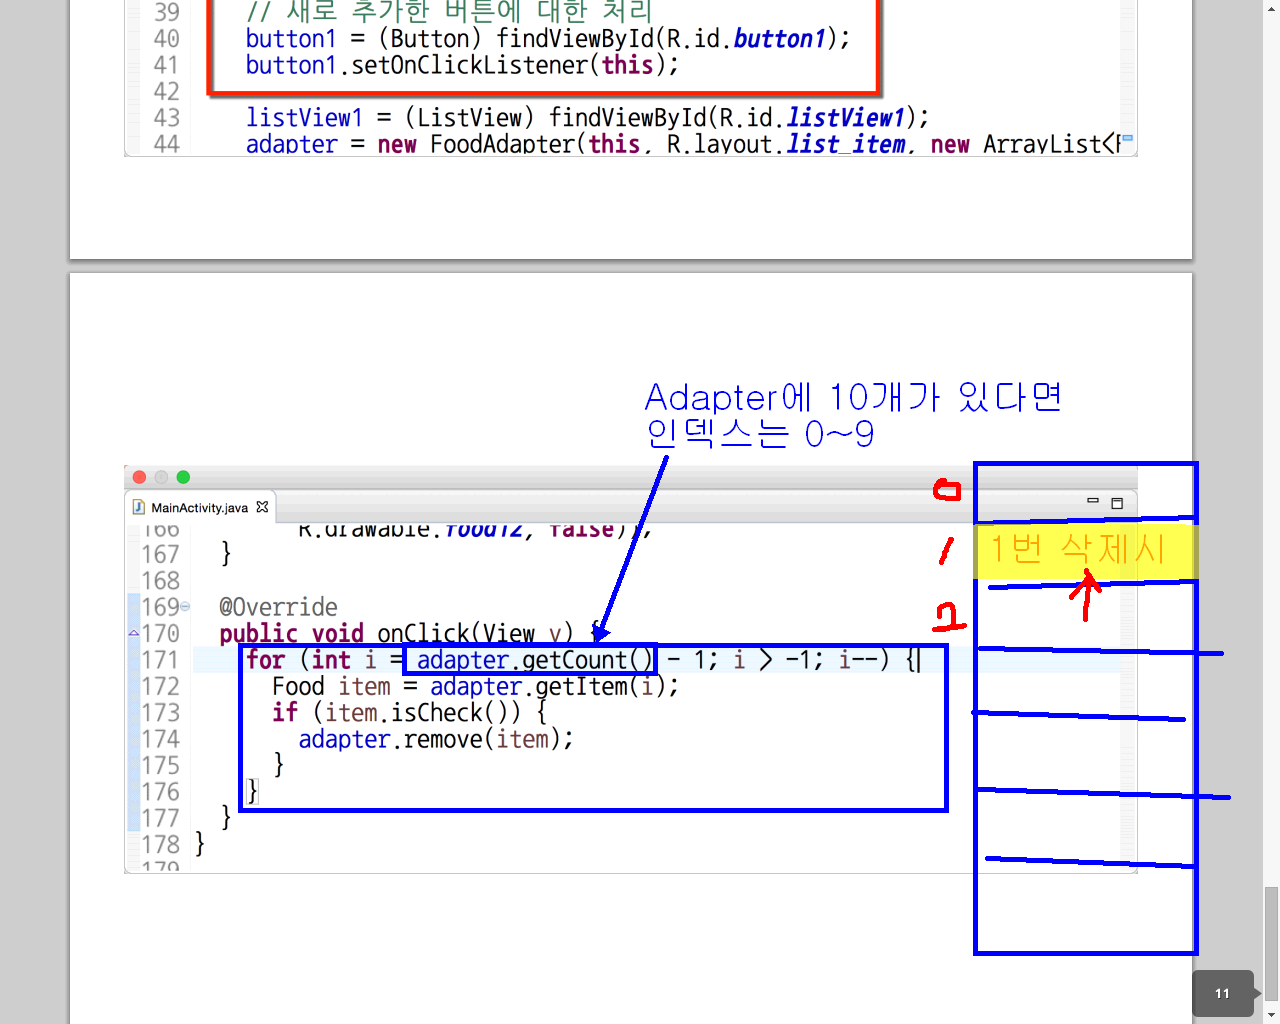 39 // 새로 추가한 버튼에 대한 처리
40 button1 = (Button) findViewById(R.id.button1);
41 button1.setOnClickListener(this);
42
43 listView1 = (ListView) findViewById(R.id.listView1);
44 adapter = new FoodAdapter(this, R.layout.list_item, new ArrayList<F
Adapter에 10개가 있다면
인덱스는 0~9
0
MainActivity.java
166 R.drawable.food12, false));
167 }
1
1번 삭제시
168
169 @Override
2
170 public void onClick(View v) {
171 for (int i = adapter.getCount() - 1; i > -1; i--) {
172 Food item = adapter.getItem(i);
173 if (item.isCheck()) {
174 adapter.remove(item);
175 }
176 }
177 }
178 }
179
11